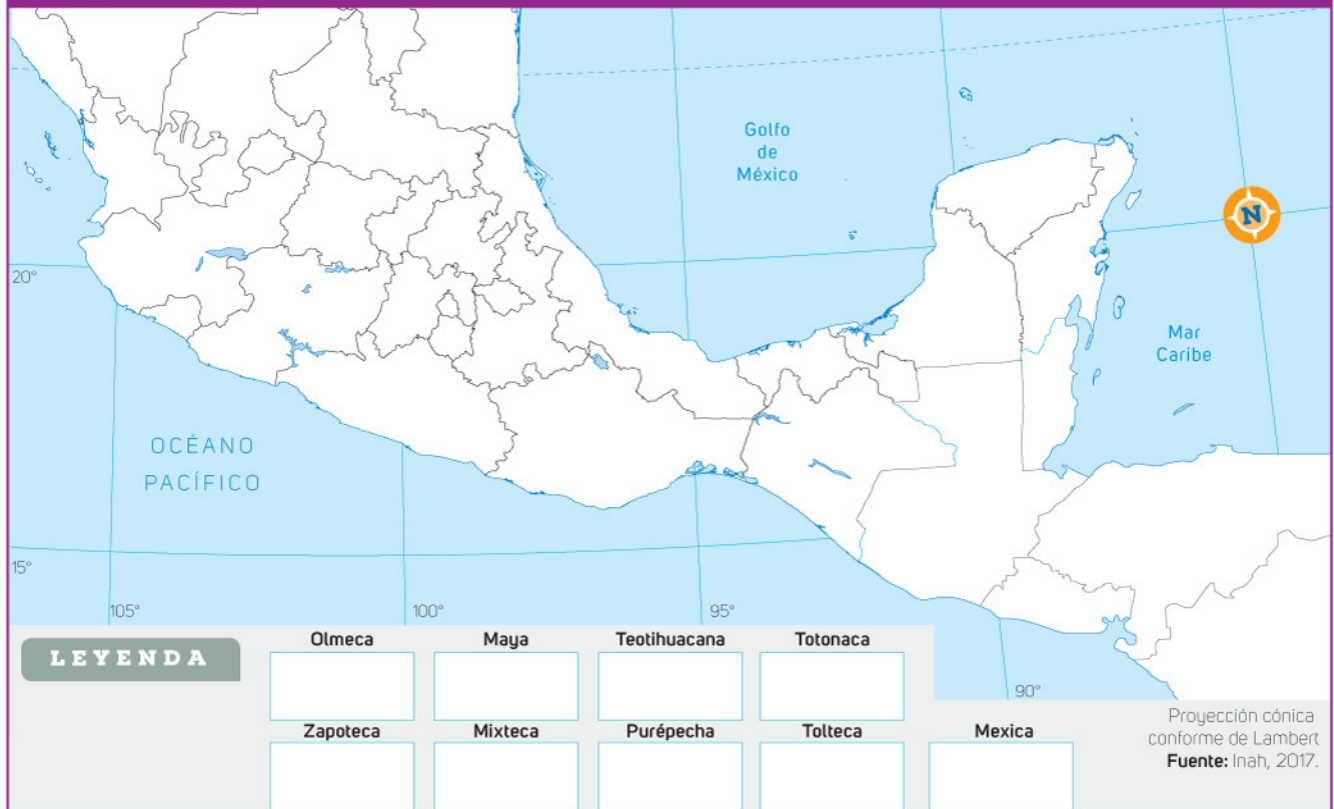 Golfo
de
México
N
20°
Mar
Caribe
OCÉANO
PACÍFICO
15°
105°
100°
95°
90°
LEYENDA
Olmeca
Maya
Teotihuacana
Totonaca
Zapoteca
Mixteca
Purépecha
Tolteca
Mexica
Proyección cónica
conforme de Lambert
Fuente: Inah, 2017.